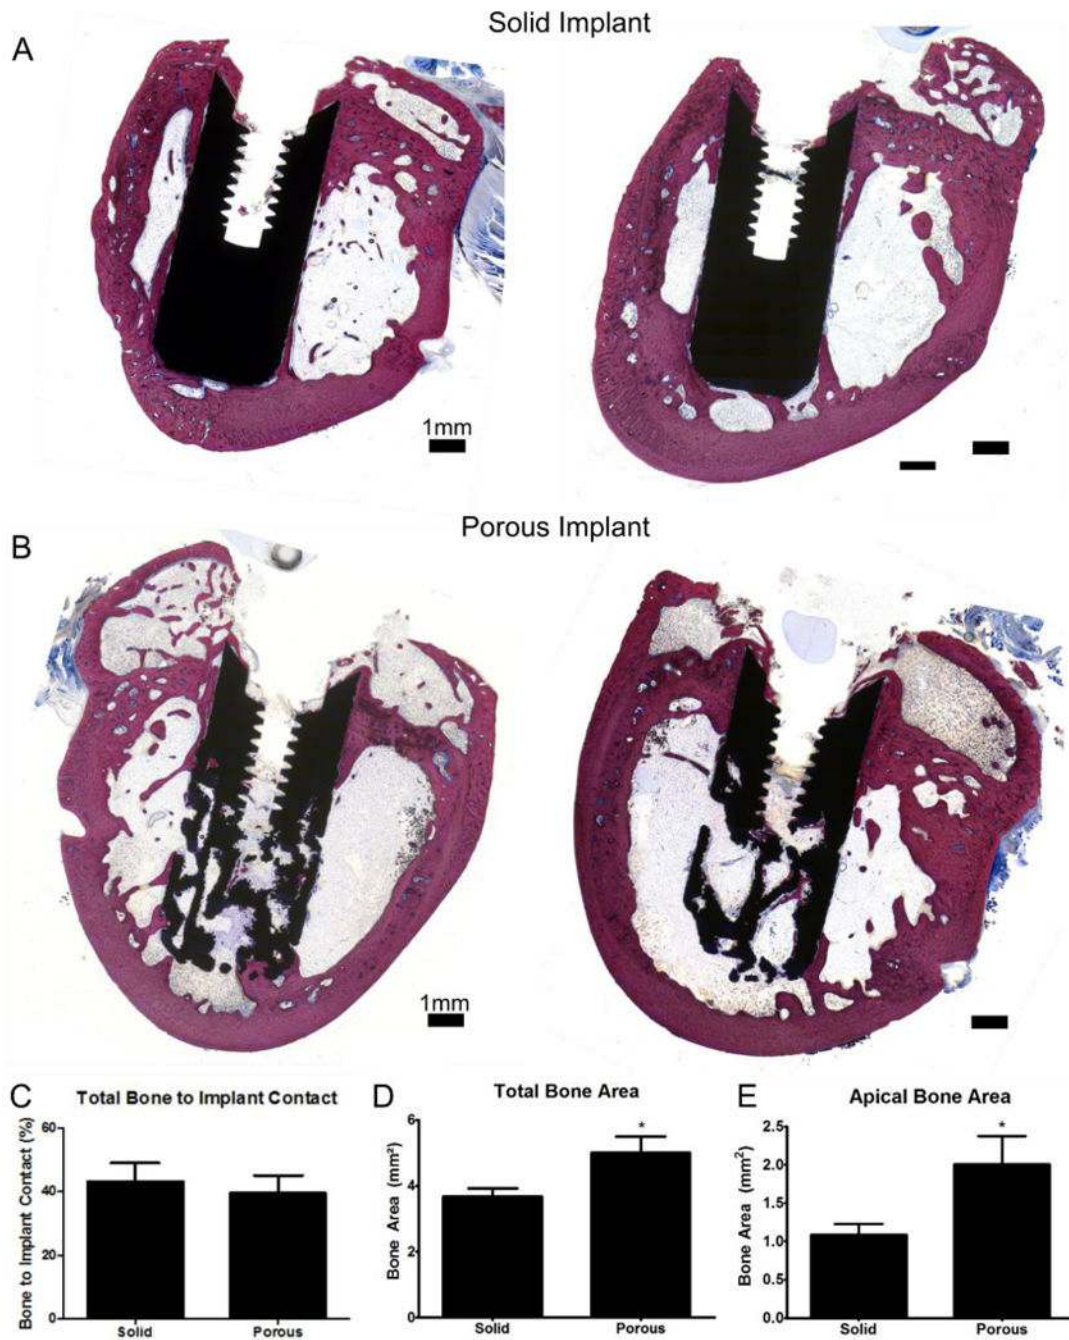 Solid Implant
A
1mm
Porous Implant
B
1mm
C
Total Bone to Implant Contact
Bone to Implant Contact (%)
60
40
20
0
Solid
Porous
D
Total Bone Area
Bone Area (mm²)
6
4
2
0
*
Solid
Porous
E
Apical Bone Area
Bone Area (mm²)
2.5
2.0
1.5
1.0
0.5
0.0
*
Solid
Porous